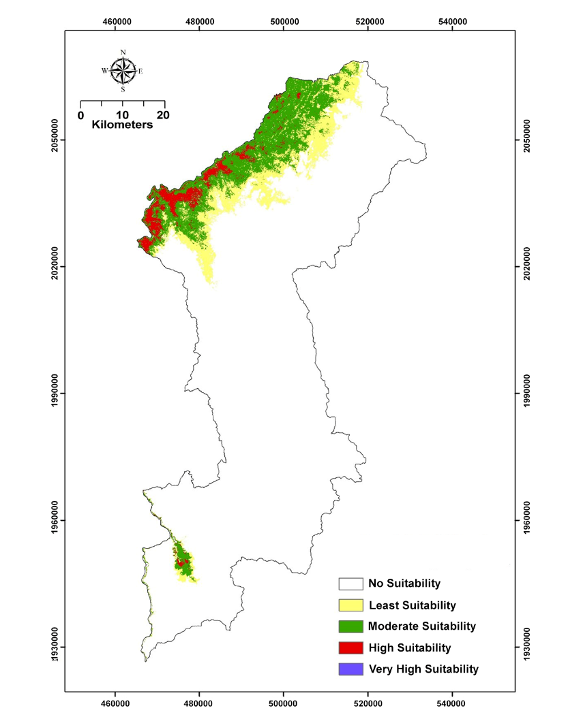 460000 480000 500000 520000 540000
N
W E
S
0 10 20
Kilometers
2050000 2050000
2020000 2020000
1990000 1990000
1960000 1960000
1930000 1930000
No Suitability
Least Suitability
Moderate Suitability
High Suitability
Very High Suitability
460000 480000 500000 520000 540000